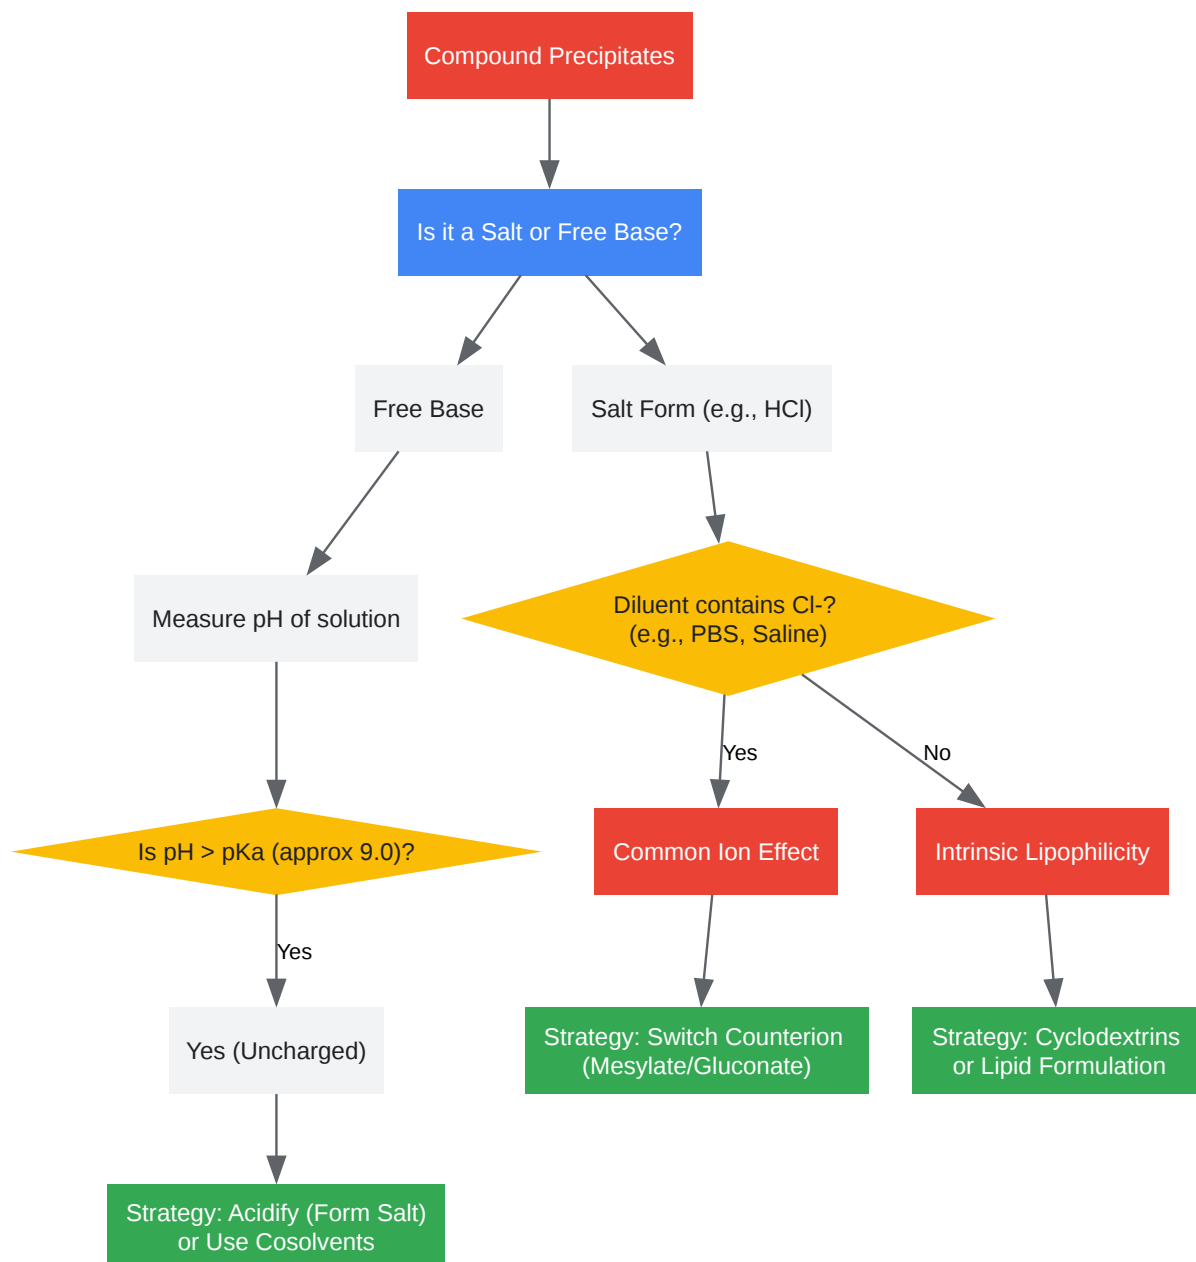 Compound Precipitates
Is it a Salt or Free Base?
Free Base
Salt Form (e.g., HCl)
Measure pH of solution
Diluent contains Cl-?
(e.g., PBS, Saline)
Yes
No
Is pH > pKa (approx 9.0)?
Common Ion Effect
Intrinsic Lipophilicity
Yes
Yes (Uncharged)
Strategy: Switch Counterion
(Mesylate/Gluconate)
Strategy: Cyclodextrins
or Lipid Formulation
Strategy: Acidify (Form Salt)
or Use Cosolvents